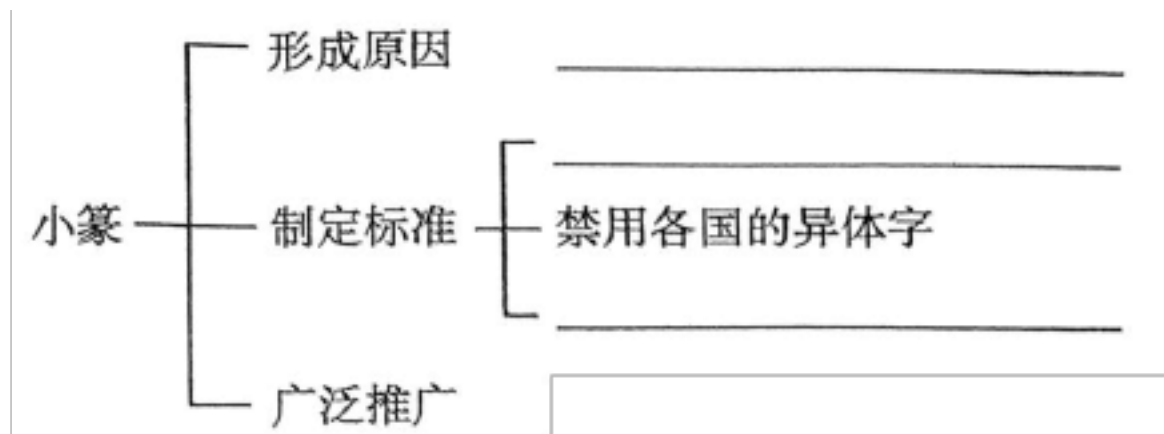 形成原因
小篆
制定标准
禁用各国的异体字
广泛推广